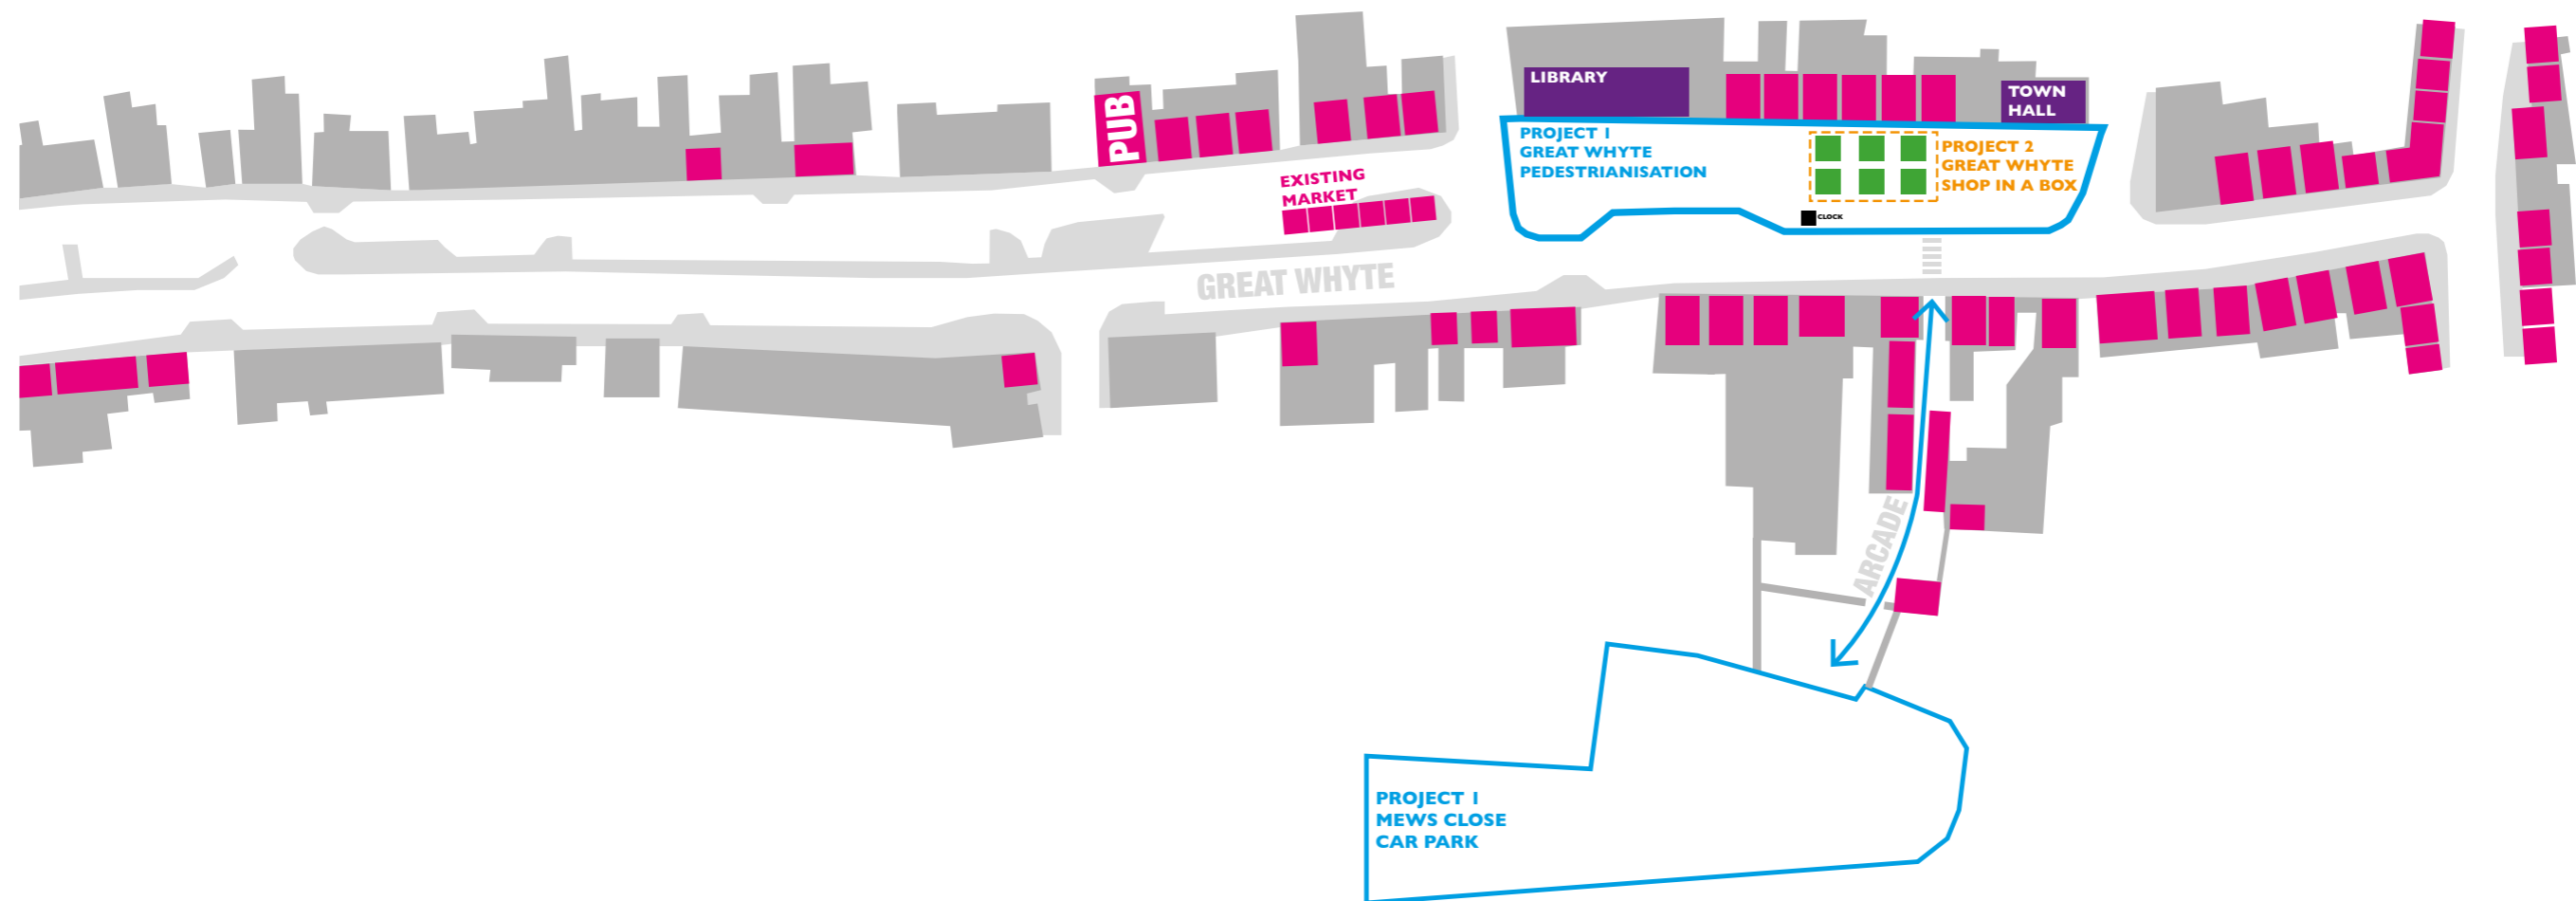 LIBRARY
TOWN
HALL
PUB
PROJECT 1
GREAT WHYTE
PEDESTRIANISATION
PROJECT 2
GREAT WHYTE
SHOP IN A BOX
EXISTING
MARKET
CLOCK
GREAT WHYTE
ARCADE
PROJECT 1
MEWS CLOSE
CAR PARK